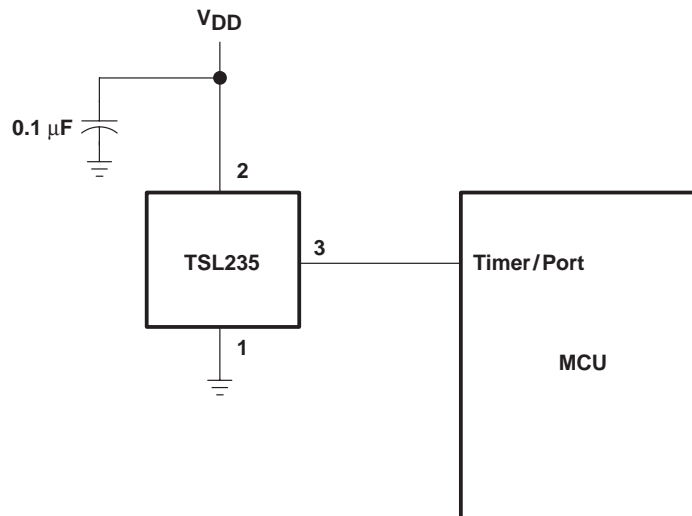 VDD
0.1 μF
2
TSL235
3
Timer/Port
1
MCU